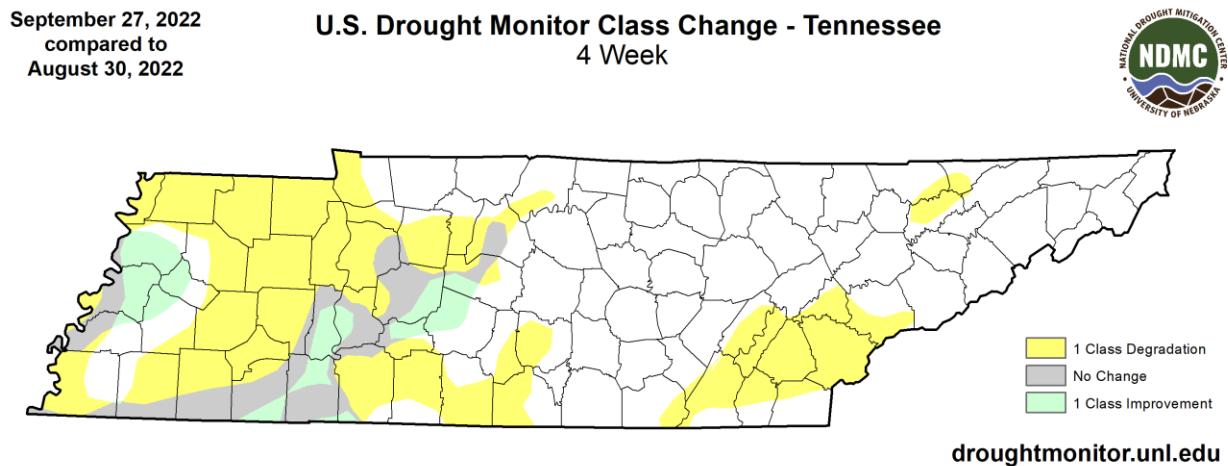 September 27, 2022
compared to
August 30, 2022
U.S. Drought Monitor Class Change - Tennessee
4 Week
NATIONAL DROUGHT MITIGATION CENTER
NDMC
UNIVERSITY OF NEBRASKA
1 Class Degradation
No Change
1 Class Improvement
droughtmonitor.unl.edu